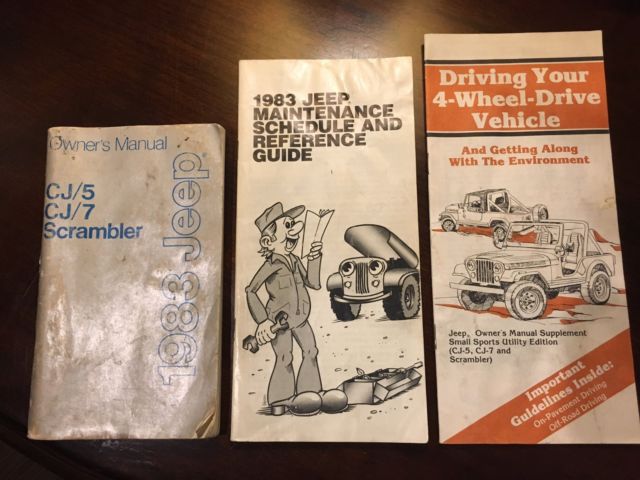 Owner's Manual
CJ/5
CJ/7
Scrambler
1983 Jeep
1983 JEEP
MAINTENANCE
SCHEDULE AND
REFERENCE
GUIDE
Driving Your
4-Wheel-Drive
Vehicle
And Getting Along
With The Environment
Jeep® Owner's Manual Supplement
Small Sports Utility Edition
(CJ-5, CJ-7 and
Scrambler)
Important
Guidelines Inside:
On-Pavement Driving
Off-Road Driving